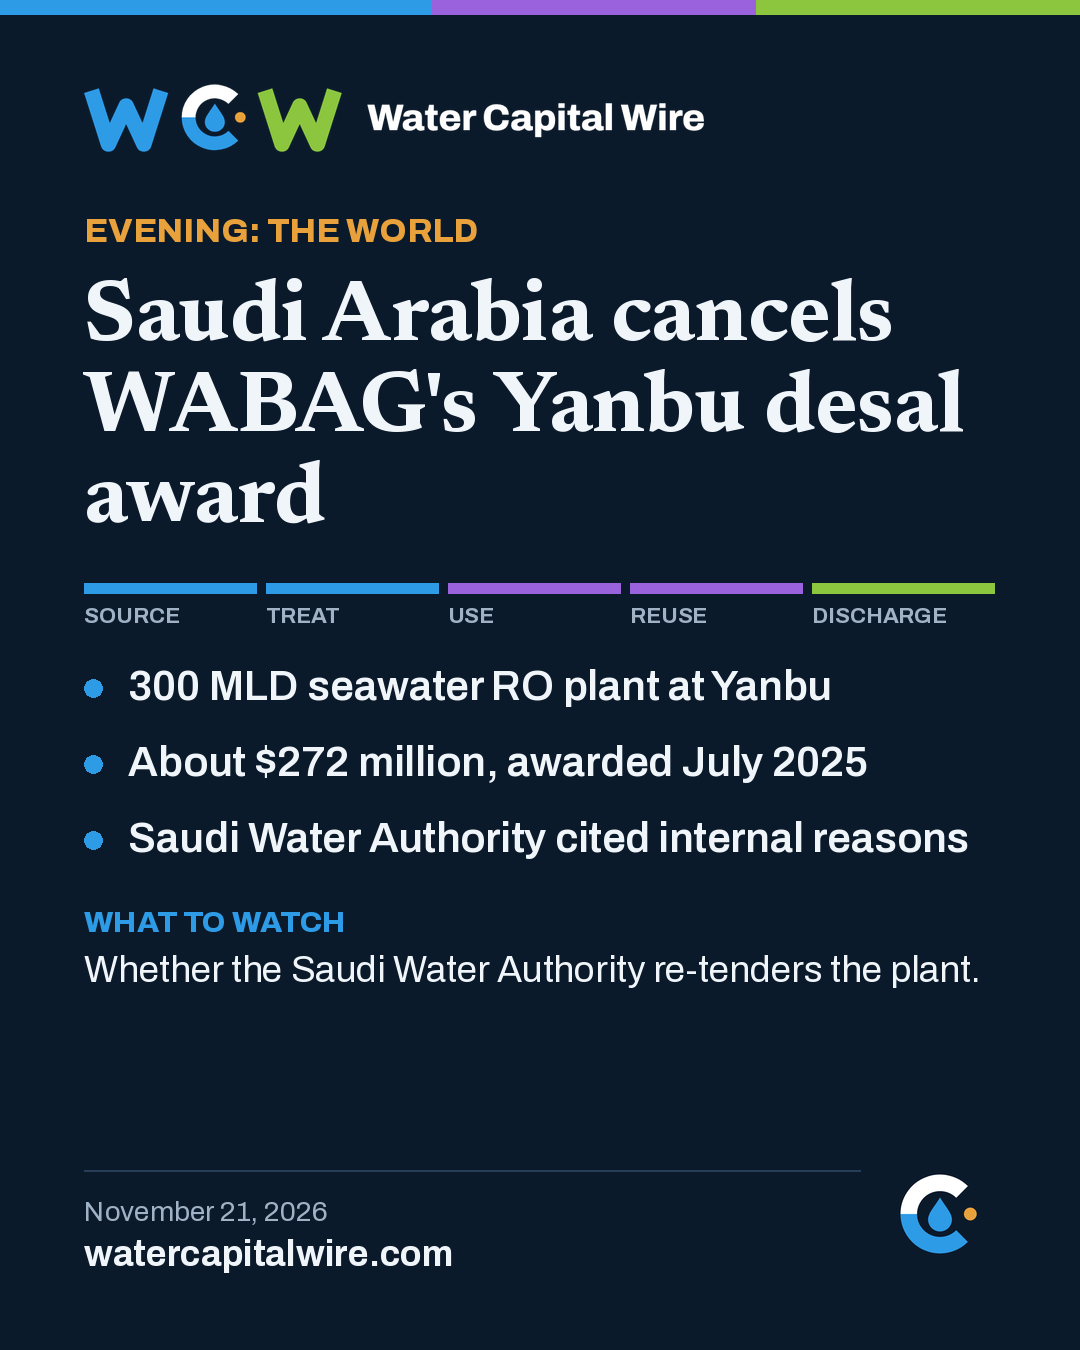 WCW Water Capital Wire
EVENING: THE WORLD
Saudi Arabia cancels
WABAG's Yanbu desal
award
SOURCE TREAT USE REUSE DISCHARGE
300 MLD seawater RO plant at Yanbu
About $272 million, awarded July 2025
Saudi Water Authority cited internal reasons
WHAT TO WATCH
Whether the Saudi Water Authority re-tenders the plant.
November 21, 2026
watercapitalwire.com